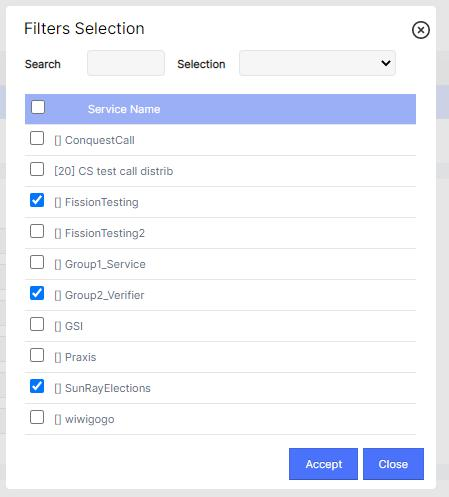 Filters Selection
Search
Selection
Service Name
[] ConquestCall
[20] CS test call distrib
[] FissionTesting
[] FissionTesting2
[] Group1_Service
[] Group2_Verifier
[] GSI
[] Praxis
[] SunRayElections
[] wiwigogo
Accept Close